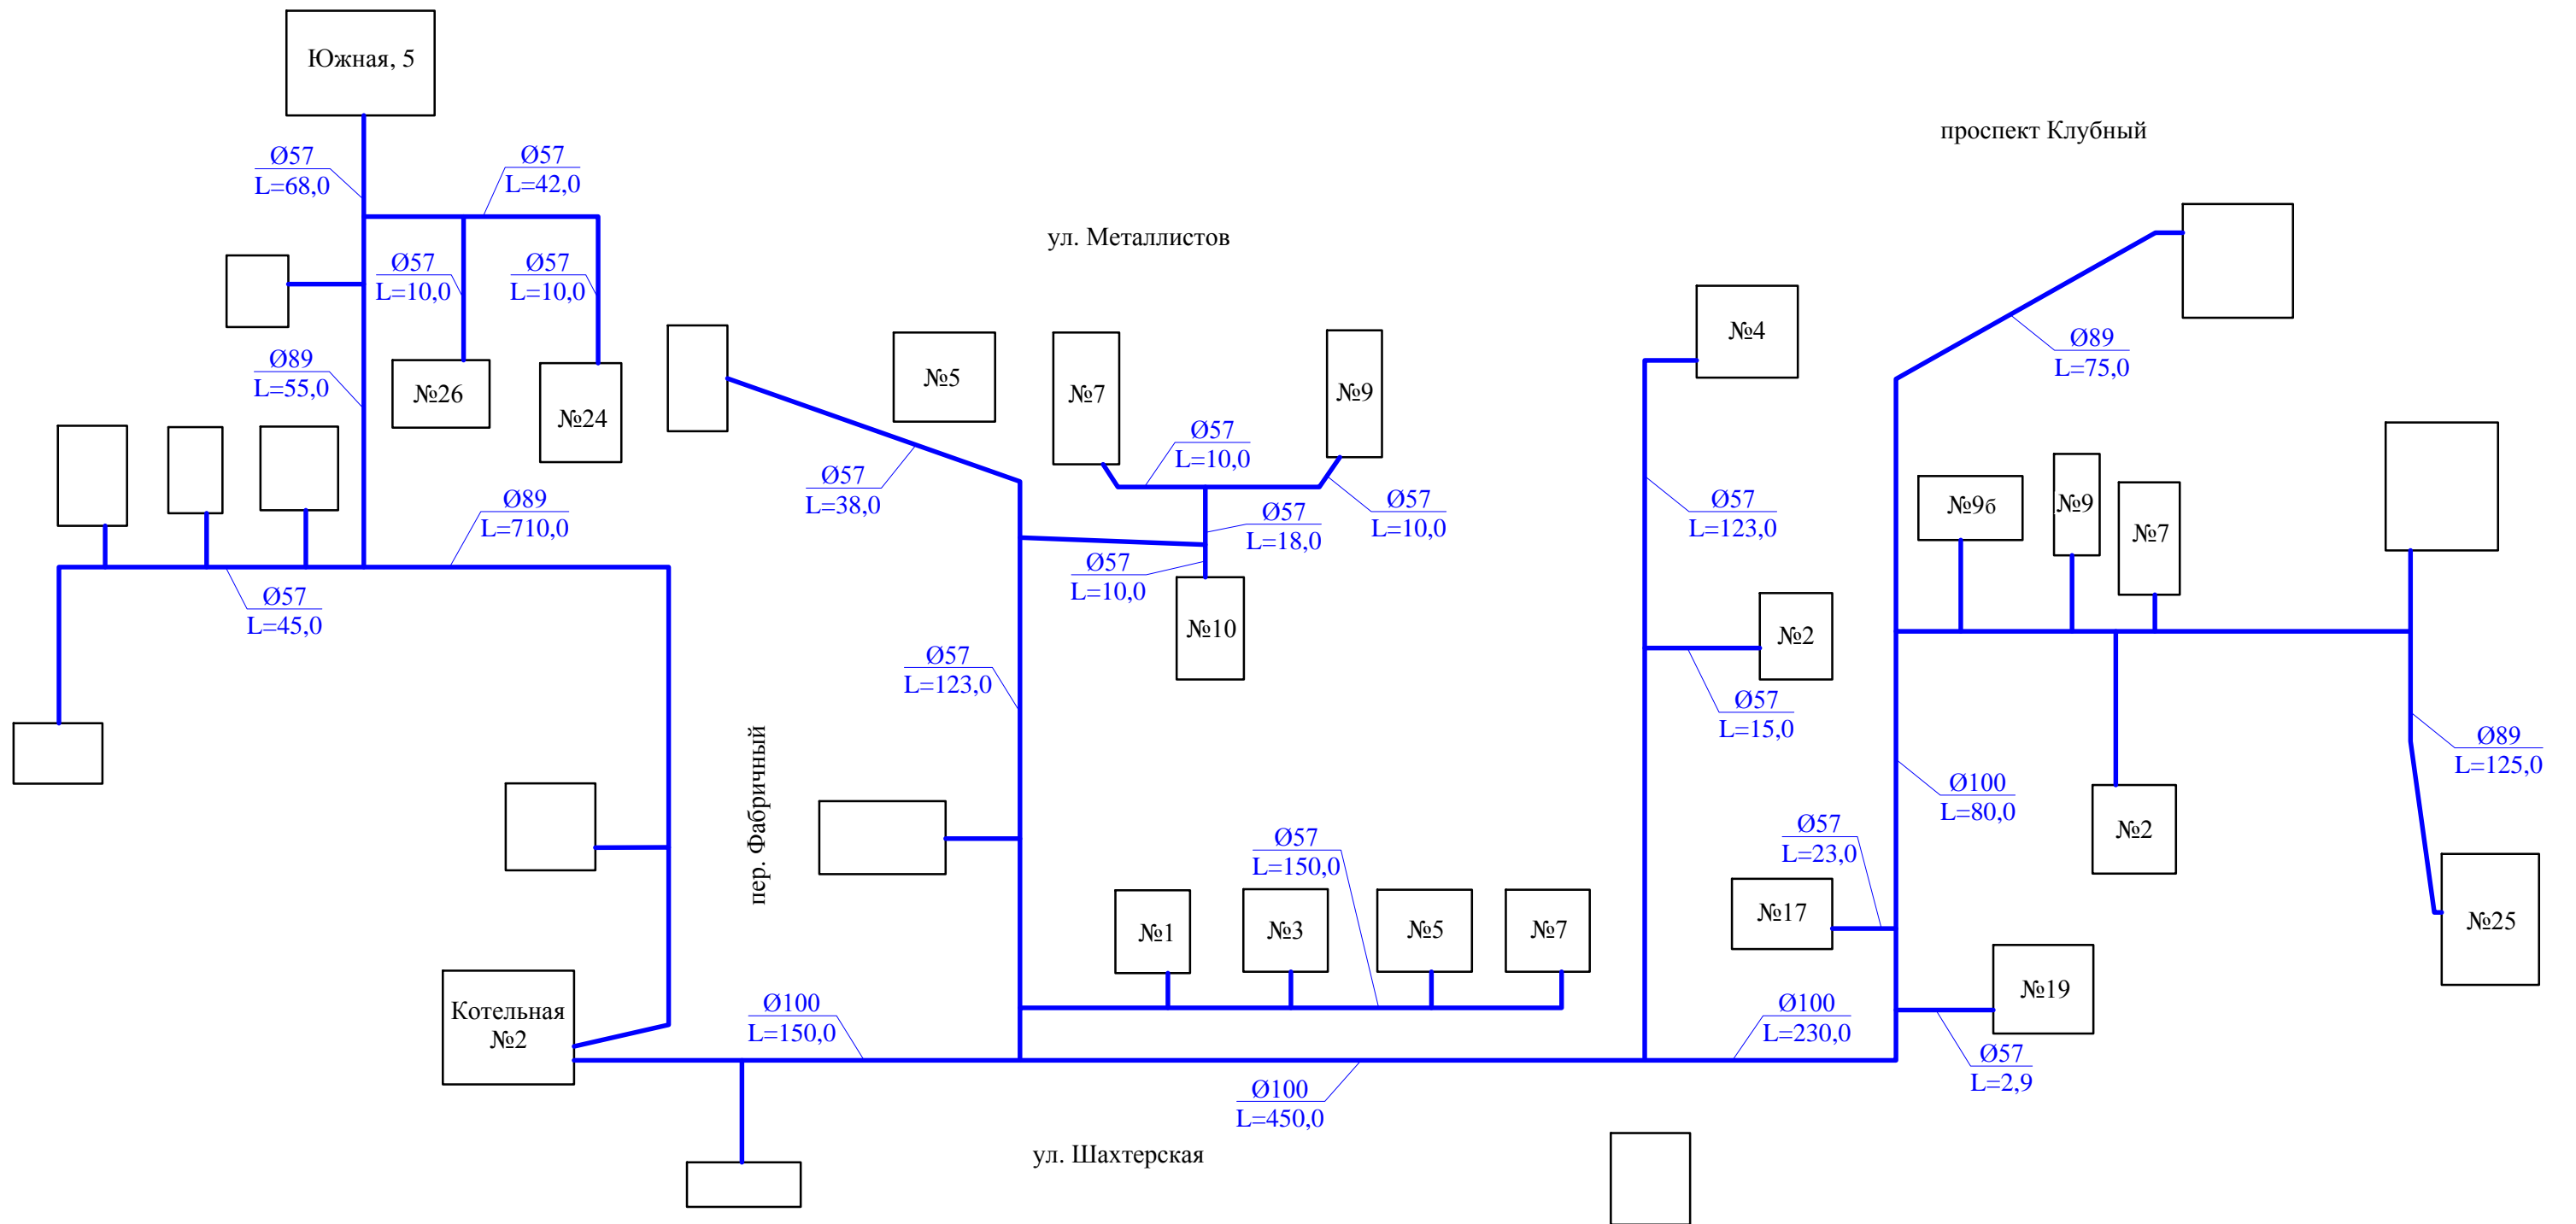 Южная, 5
проспект Клубный
Ø57
L=68,0
Ø57
L=42,0
ул. Металлистов
Ø57
L=10,0
Ø57
L=10,0
№4
Ø89
L=75,0
Ø89
L=55,0
№26
№24
№5
№7
№9
Ø57
L=10,0
Ø57
L=38,0
Ø57
L=18,0
Ø57
L=10,0
Ø57
L=123,0
№9б
№9
№7
Ø89
L=710,0
Ø57
L=45,0
Ø57
L=10,0
№10
№2
Ø57
L=123,0
Ø57
L=15,0
Ø89
L=125,0
пер. Фабричный
Ø100
L=80,0
№2
Ø57
L=150,0
Ø57
L=23,0
№1
№3
№5
№7
№17
№25
Котельная
№2
Ø100
L=150,0
Ø100
L=230,0
№19
Ø57
L=2,9
Ø100
L=450,0
ул. Шахтерская